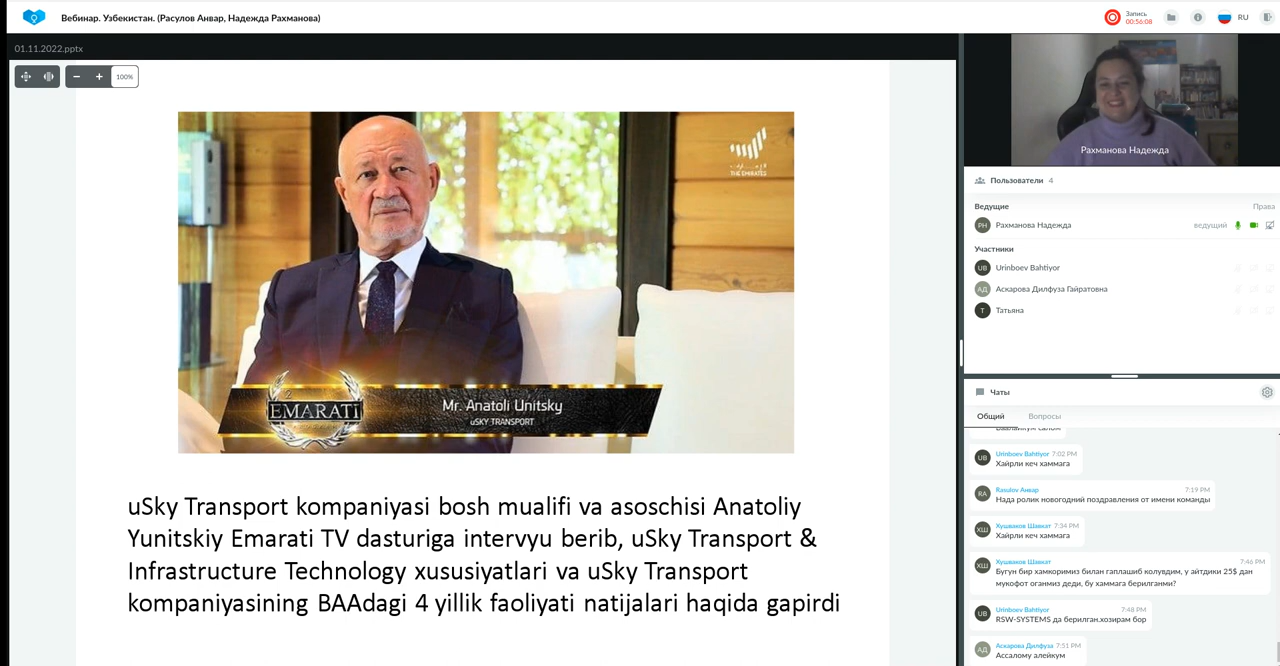 Вебинар. Узбекистан. (Расулов Анвар, Надежда Рахманова)
Запись
00:56:08
RU
01.11.2022.pptx
100%
THE EMIRATES
2
EMARATI
Mr. Anatoli Unitsky
uSKY TRANSPORT
uSky Transport kompaniyasi bosh mualifi va asoschisi Anatoliy
Yunitskiy Emarati TV dasturiga intervyu berib, uSky Transport &
Infrastructure Technology xususiyatlari va uSky Transport
kompaniyasining BAAdagi 4 yillik faoliyati natijalari haqida gapirdi
Рахманова Надежда
Пользователи 4
Ведущие Права
РН Рахманова Надежда ведущий
Участники
UB Urinboev Bahtiyor
АД Аскарова Дилфуза Гайратовна
Т Татьяна
Чаты
Общий Вопросы
UB Urinboev Bahtiyor 7:02 PM
Хайрли кеч хаммага
RA Rasulov Анвар 7:19 PM
Нада ролик новогодний поздравления от имени команды
ХШ Хушваков Шавкат 7:34 PM
Хайрли кеч хаммага
ХШ Хушваков Шавкат 7:46 PM
Бугун бир хамкоримиз билан гаплашиб колувдим, у айтдики 25$ дан
мукофот оганмиз деди, бу хаммага берилганми?
UB Urinboev Bahtiyor 7:48 PM
RSW-SYSTEMS да берилган.хозирам бор
АД Аскарова Дилфуза 7:51 PM
Ассалому алейкум